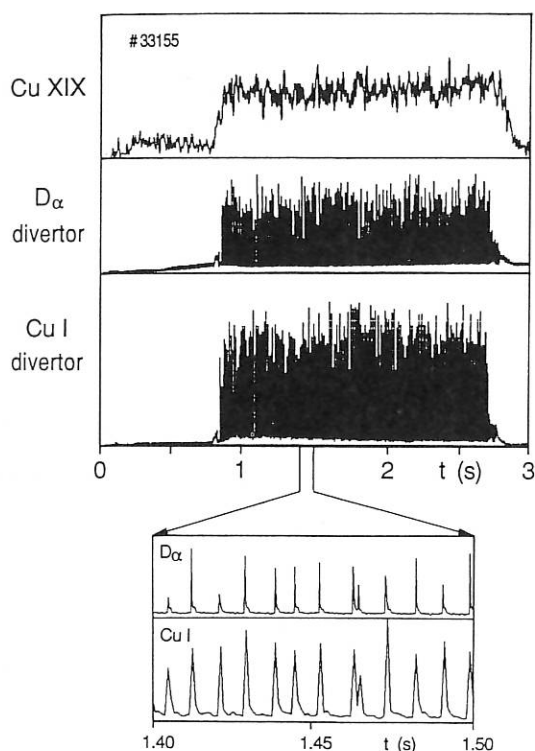 #33155
Cu XIX
Dα
divertor
Cu I
divertor
0 1 2 t (s) 3
Dα
Cu I
1.40 1.45 t (s) 1.50